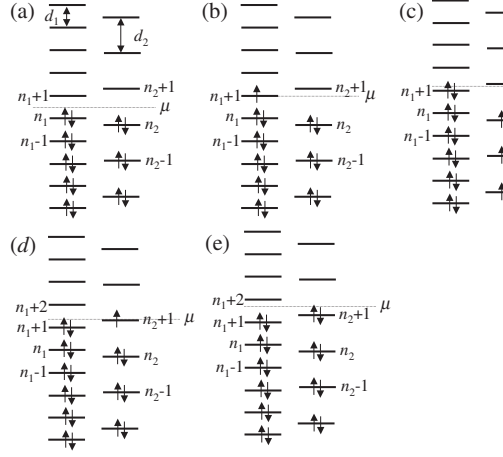 (a)
d₁
d₂
n₁+1
n₂+1
μ
n₁
n₂
n₁-1
n₂-1
(b)
n₁+1
n₂+1
μ
n₁
n₂
n₁-1
n₂-1
(c)
n₁+1
n₁
n₁-1
(d)
n₁+2
μ
n₁+1
n₂+1
n₁
n₂
n₁-1
n₂-1
(e)
n₁+2
μ
n₁+1
n₂+1
n₁
n₂
n₁-1
n₂-1